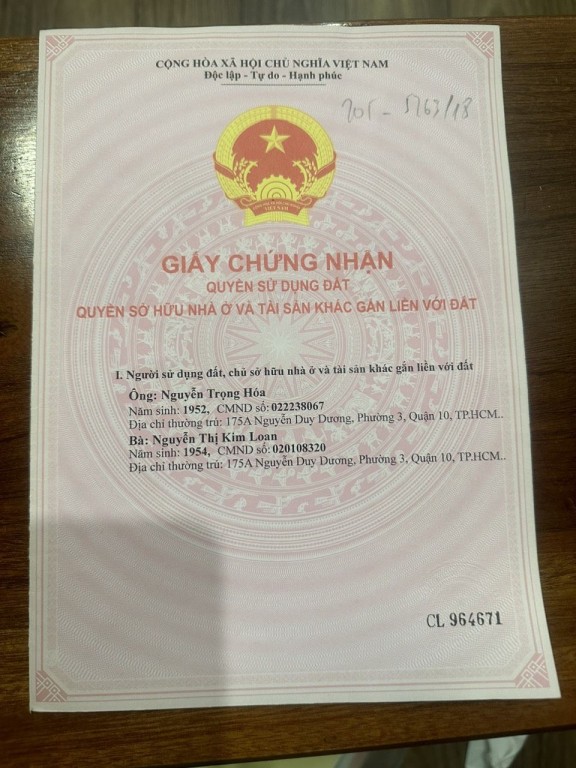 CỘNG HÒA XÃ HỘI CHỦ NGHĨA VIỆT NAM
Độc lập - Tự do - Hạnh phúc
GIẤY CHỨNG NHẬN
QUYỀN SỬ DỤNG ĐẤT
QUYỀN SỞ HỮU NHÀ Ở VÀ TÀI SẢN KHÁC GẮN LIỀN VỚI ĐẤT
I. Người sử dụng đất, chủ sở hữu nhà ở và tài sản khác gắn liền với đất
Ông: Nguyễn Trọng Hóa
Năm sinh: 1952, CMND số: 022238067
Địa chỉ thường trú: 175A Nguyễn Duy Dương, Phường 3, Quận 10, TP.HCM..
Bà: Nguyễn Thị Kim Loan
Năm sinh: 1954, CMND số: 020108320
Địa chỉ thường trú: 175A Nguyễn Duy Dương, Phường 3, Quận 10, TP.HCM..
CL 964671